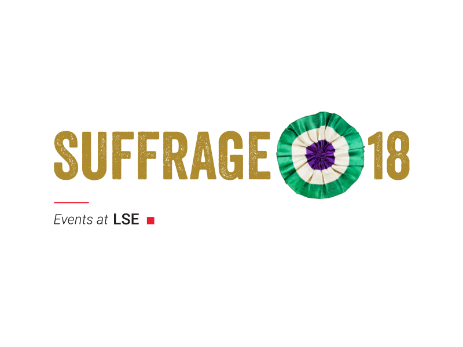 SUFFRAGE 18
Events at LSE